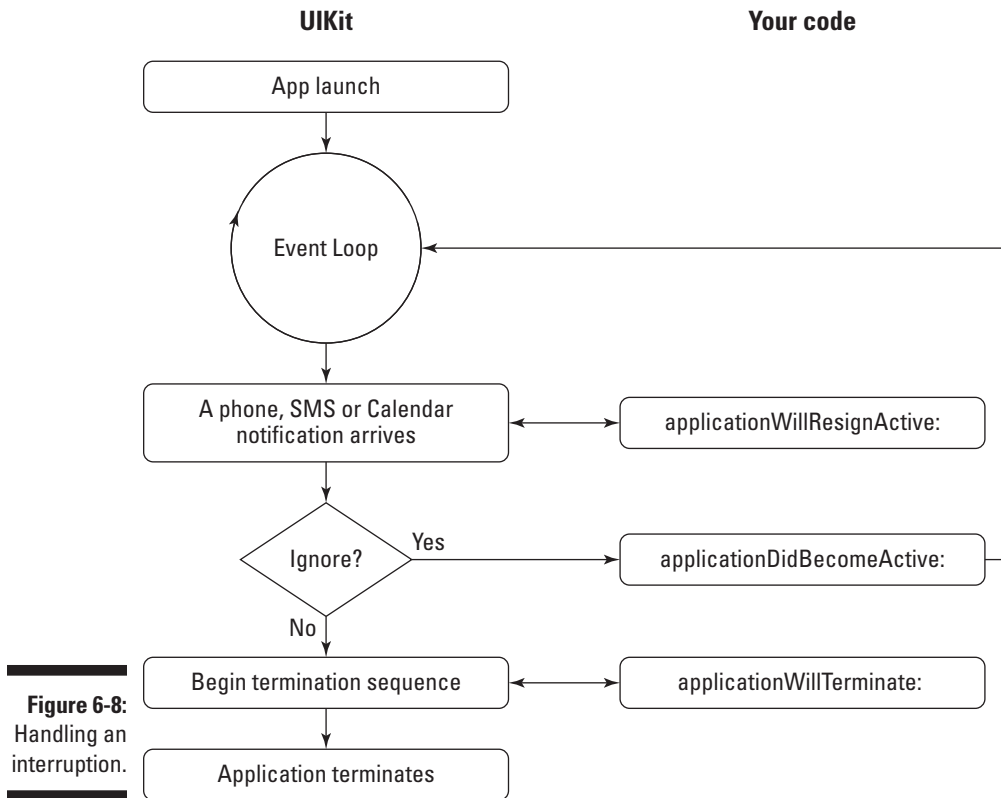 UIKit
Your code
App launch
Event Loop
A phone, SMS or Calendar
notification arrives
applicationWillResignActive:
Ignore?
Yes
applicationDidBecomeActive:
No
Begin termination sequence
applicationWillTerminate:
Application terminates
Figure 6-8:
Handling an
interruption.